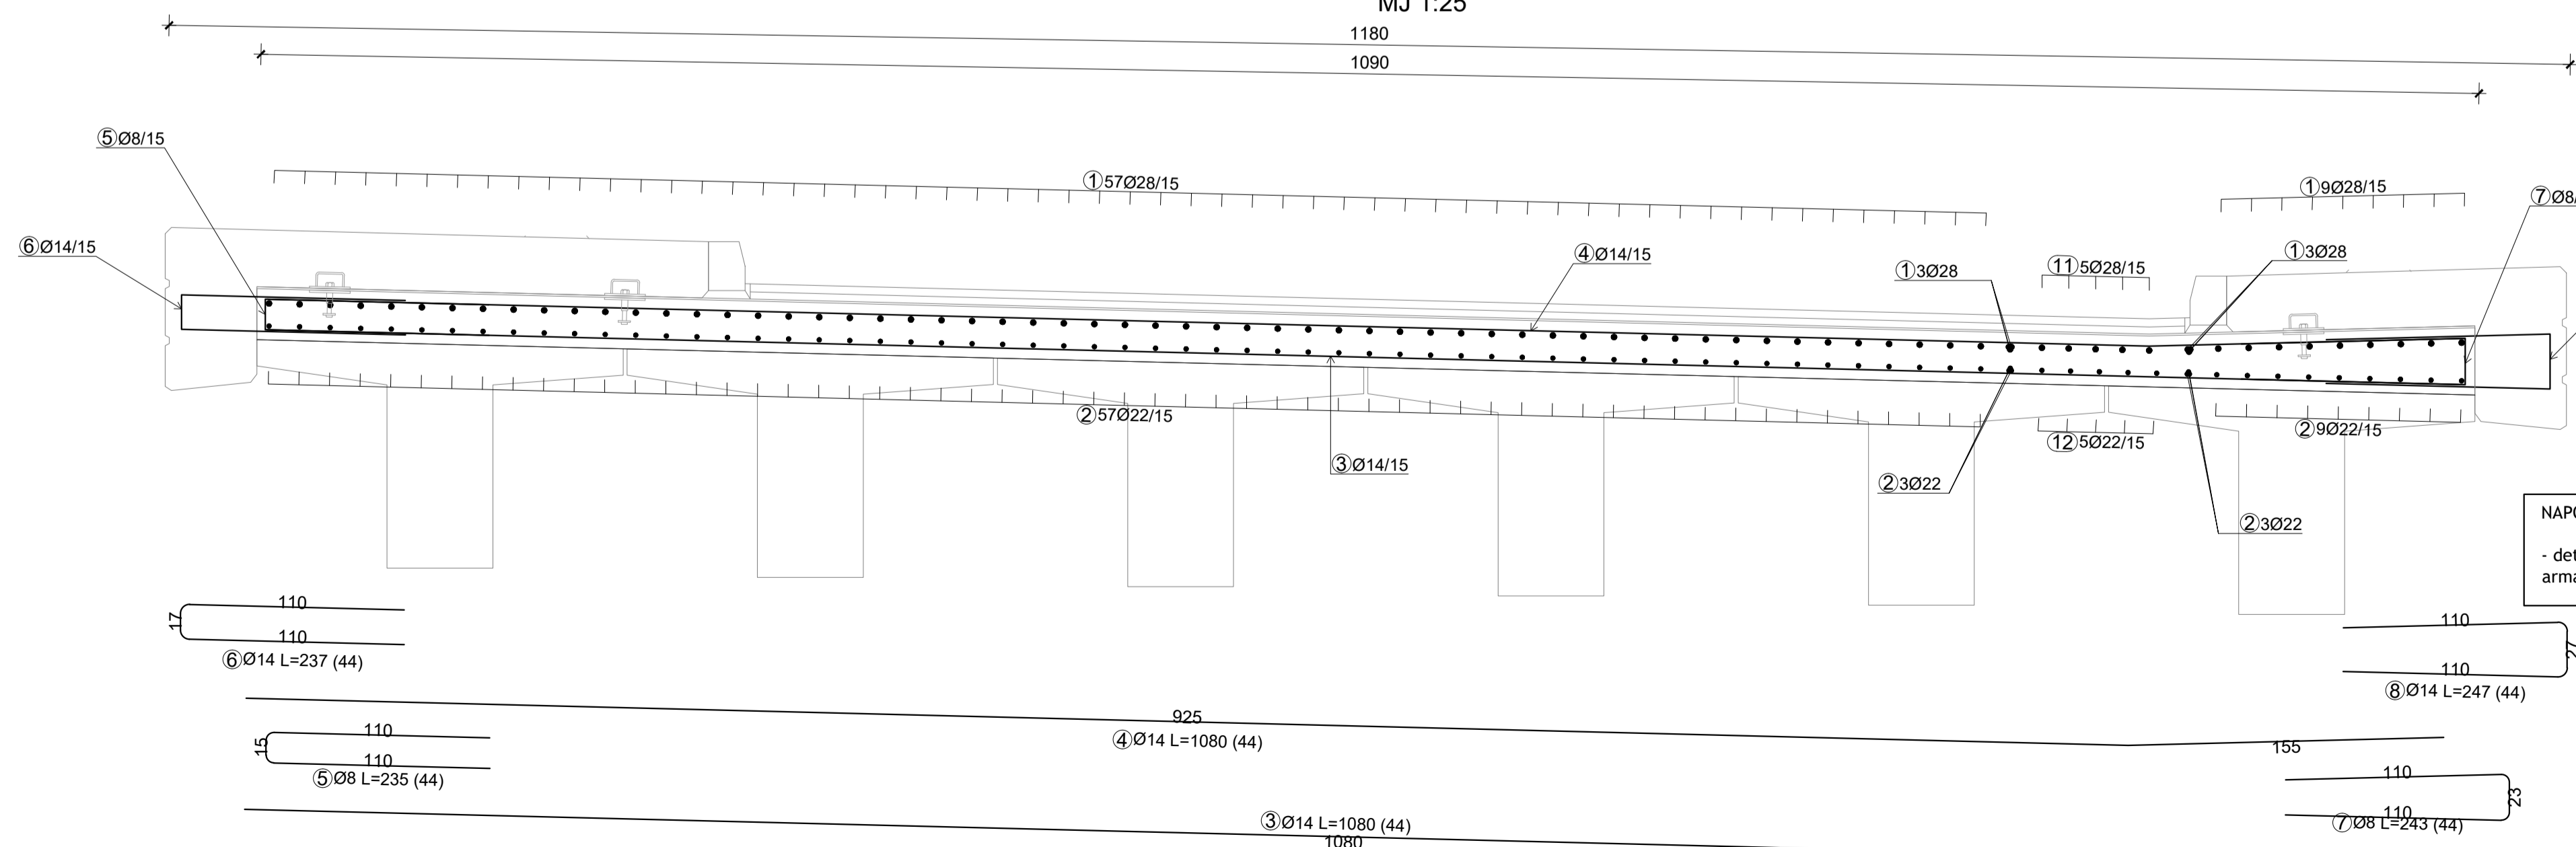 MJ 1:25
1180
1090
⑤Ø8/15
①57Ø28/15
①9Ø28/15
⑦Ø8/
⑥Ø14/15
④Ø14/15
①3Ø28
⑪5Ø28/15
①3Ø28
②57Ø22/15
③Ø14/15
⑫5Ø22/15
②9Ø22/15
②3Ø22
②3Ø22
- det
110
17
110
⑥Ø14 L=237 (44)
110
27
110
⑧Ø14 L=247 (44)
925
④Ø14 L=1080 (44)
155
110
15
110
⑤Ø8 L=235 (44)
110
23
110
⑦Ø8 L=243 (44)
③Ø14 L=1080 (44)
1080